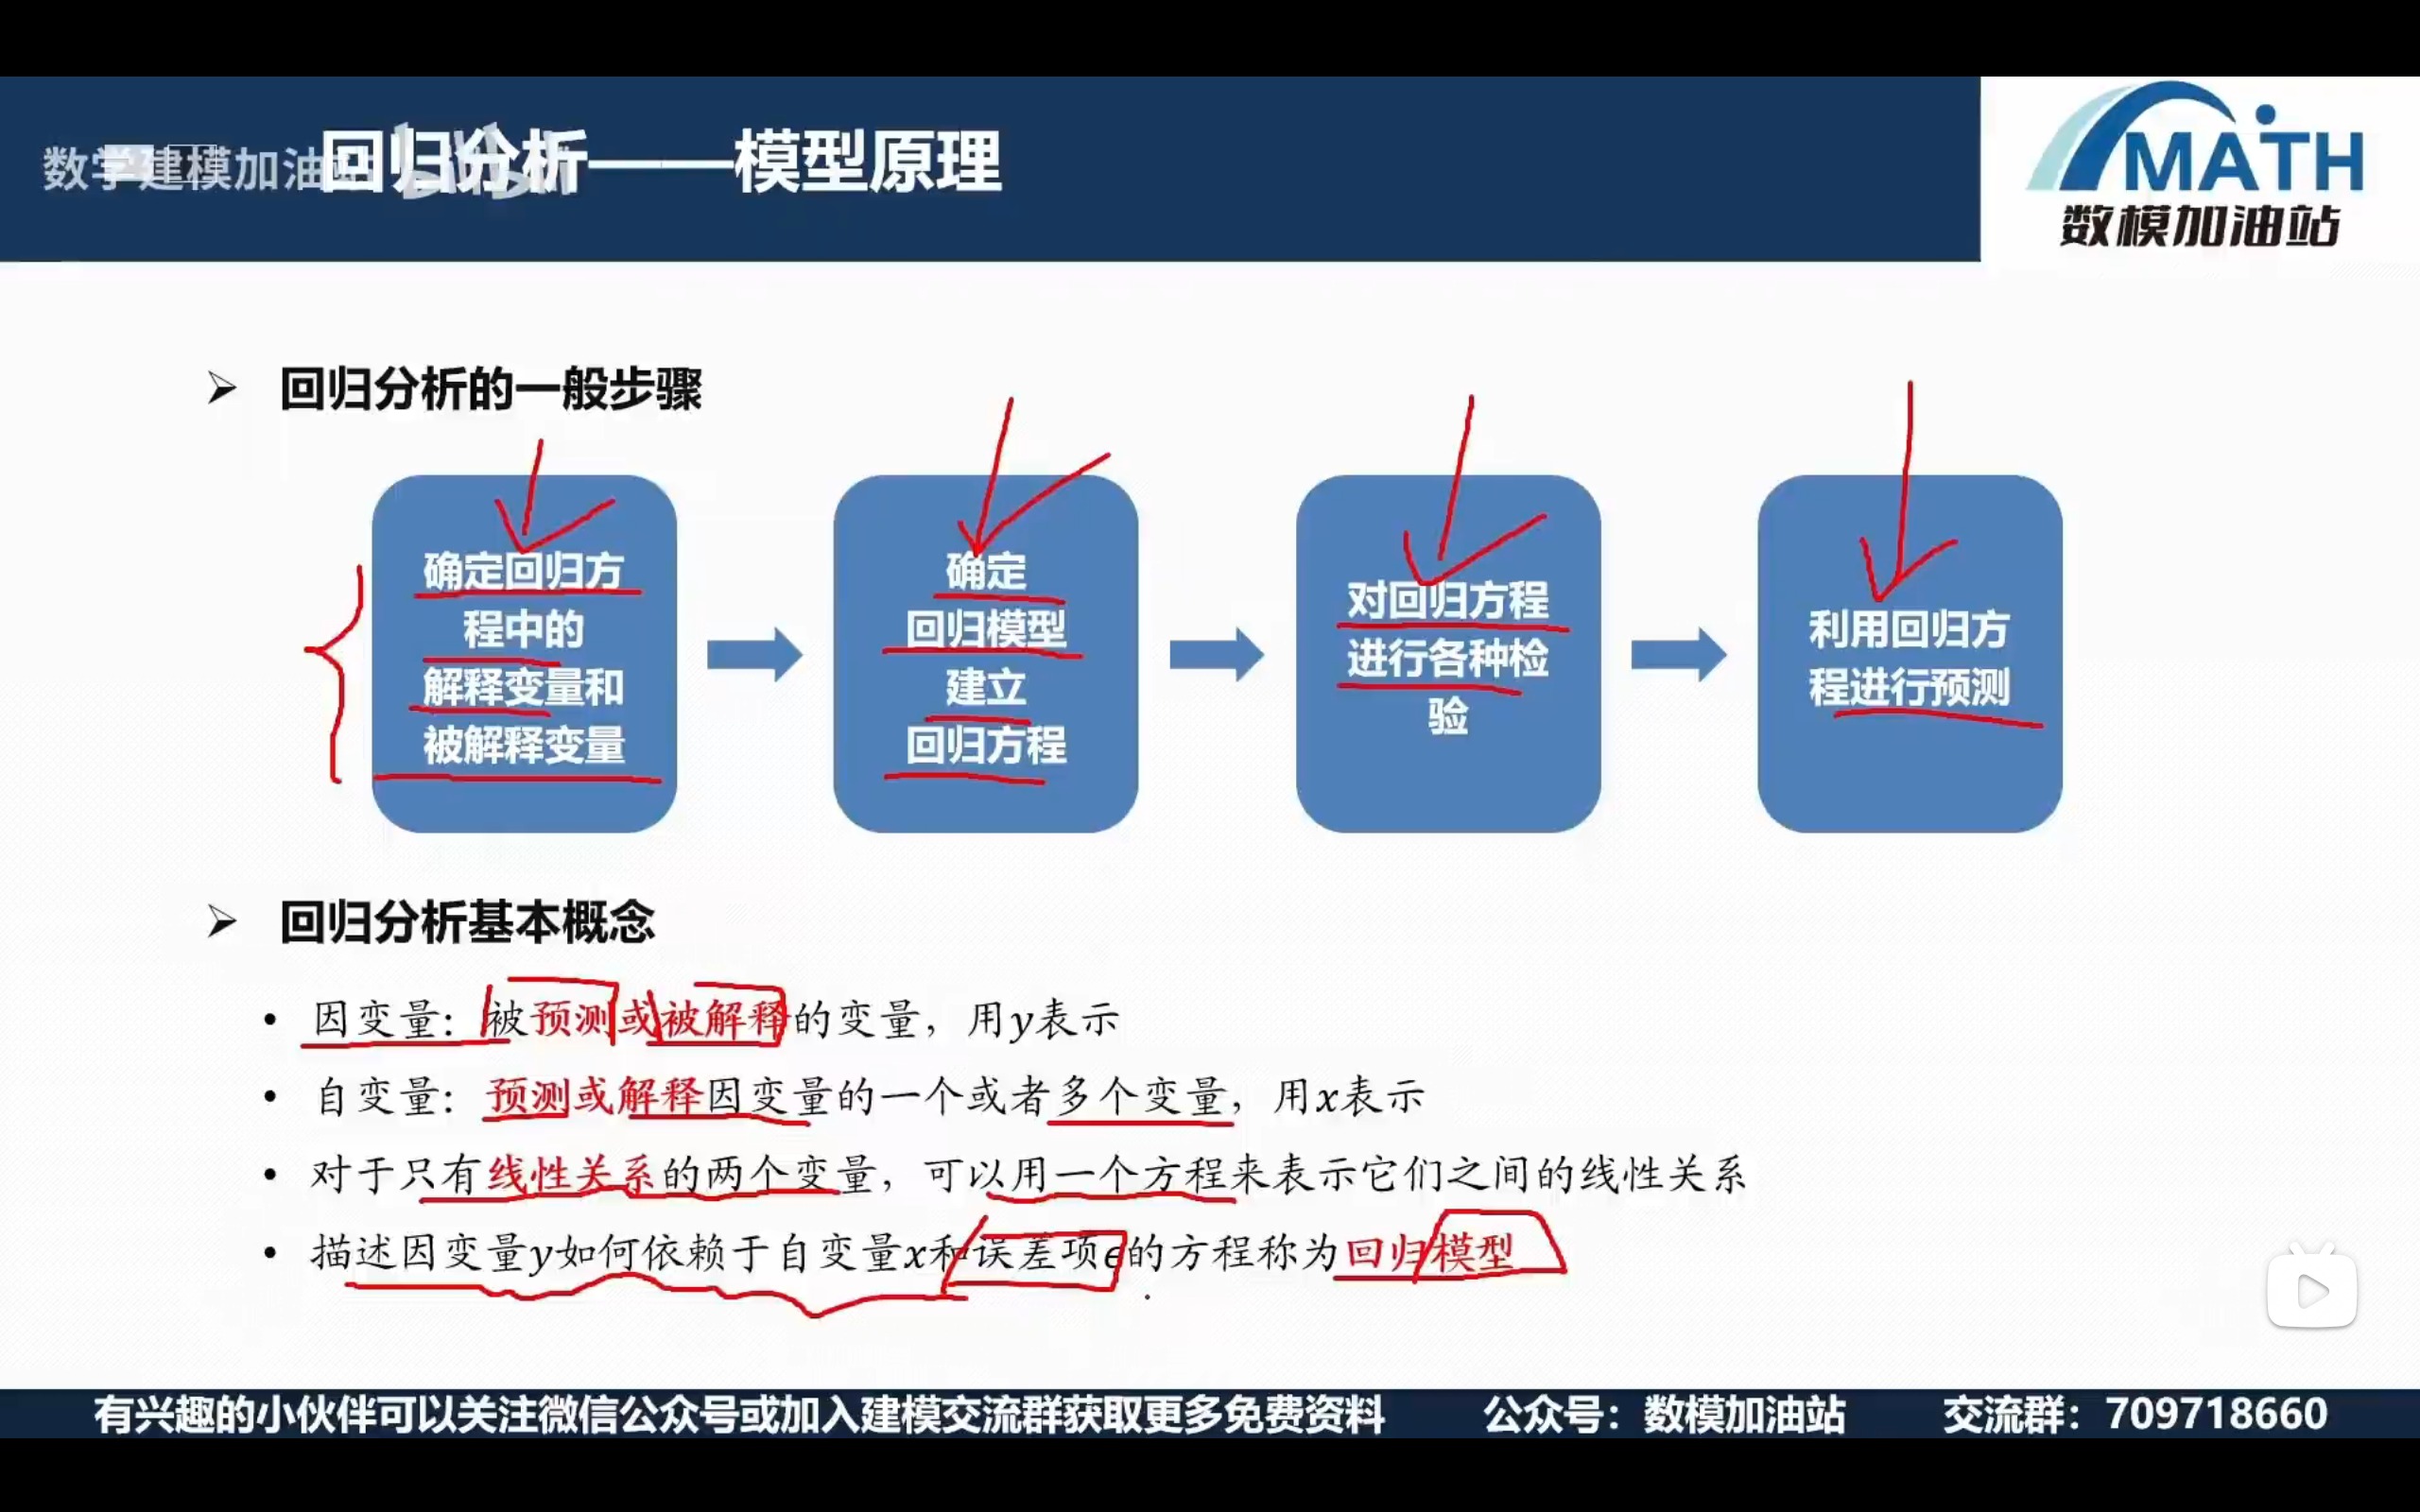 数学建模加油站
回归分析——模型原理
MATH
数模加油站
回归分析的一般步骤
确定回归方
程中的
解释变量和
被解释变量
确定
回归模型
建立
回归方程
对回归方程
进行各种检
验
利用回归方
程进行预测
回归分析基本概念
• 因变量：被预测或被解释的变量，用y表示
• 自变量：预测或解释因变量的一个或者多个变量，用x表示
• 对于只有线性关系的两个变量，可以用一个方程来表示它们之间的线性关系
• 描述因变量y如何依赖于自变量x和误差项ϵ的方程称为回归模型
有兴趣的小伙伴可以关注微信公众号或加入建模交流群获取更多免费资料 公众号：数模加油站 交流群：709718660